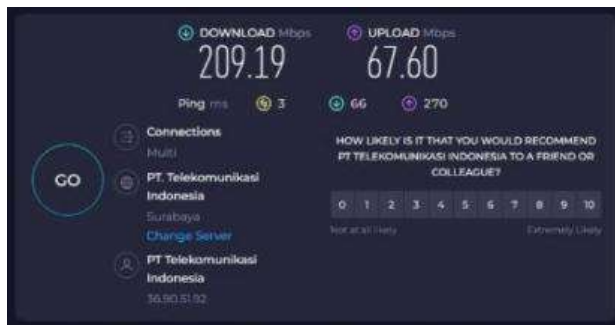 DOWNLOAD Mbps
209.19
UPLOAD Mbps
67.60
Ping ms 3 66 270
Connections
Multi
PT. Telekomunikasi
Indonesia
Surabaya
Change Server
PT Telekomunikasi
Indonesia
36.90.51.92
GO
HOW LIKELY IS IT THAT YOU WOULD RECOMMEND
PT TELEKOMUNIKASI INDONESIA TO A FRIEND OR
COLLEAGUE?
0 1 2 3 4 5 6 7 8 9 10
Not at all likely Extremely Likely